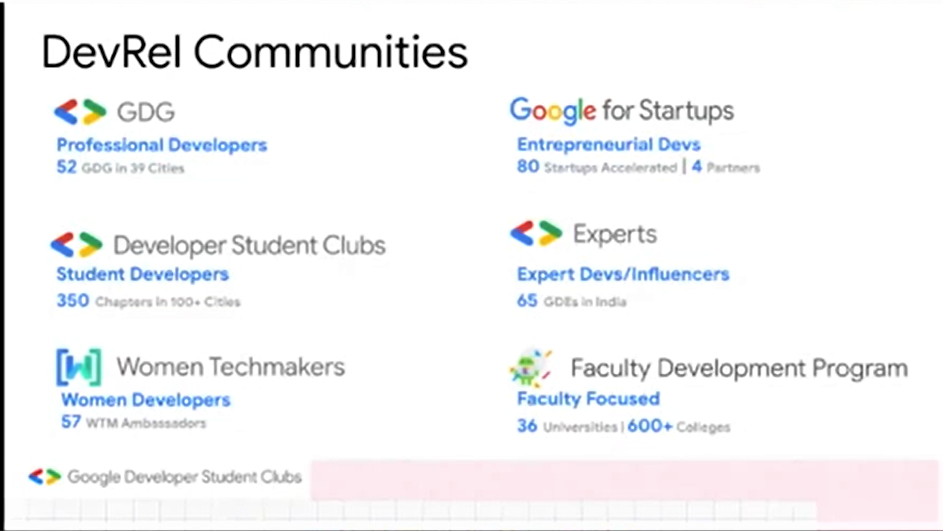 DevRel Communities
GDG
Professional Developers
52 GDG in 39 Cities
Google for Startups
Entrepreneurial Devs
80 Startups Accelerated | 4 Partners
Developer Student Clubs
Student Developers
350 Chapters in 100+ Cities
Experts
Expert Devs/Influencers
65 GDEs in India
Women Techmakers
Women Developers
57 WTM Ambassadors
Faculty Development Program
Faculty Focused
36 Universities | 600+ Colleges
Google Developer Student Clubs